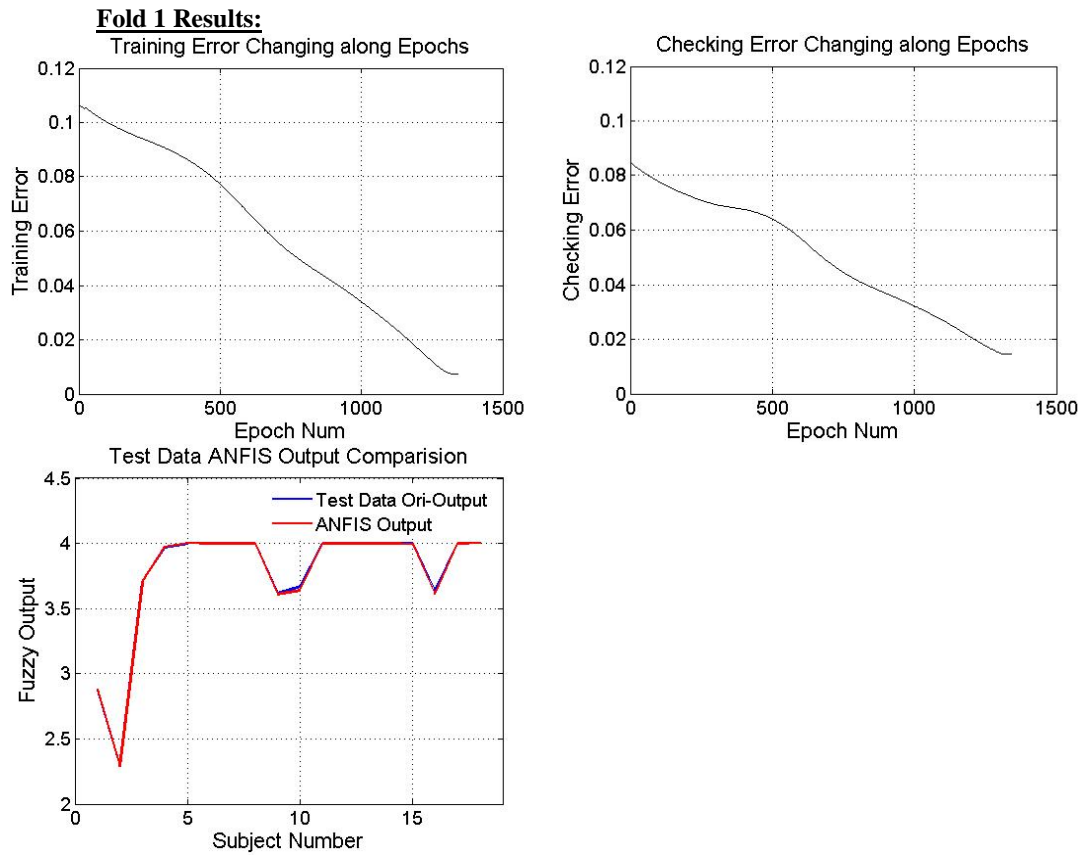 Fold 1 Results:
Training Error Changing along Epochs
0.12
0.1
0.08
0.06
0.04
0.02
0
Training Error
0 500 1000 1500
Epoch Num
Checking Error Changing along Epochs
0.12
0.1
0.08
0.06
0.04
0.02
0
Checking Error
0 500 1000 1500
Epoch Num
Test Data ANFIS Output Comparision
4.5
4
3.5
3
2.5
2
Fuzzy Output
Test Data Ori-Output
ANFIS Output
0 5 10 15
Subject Number